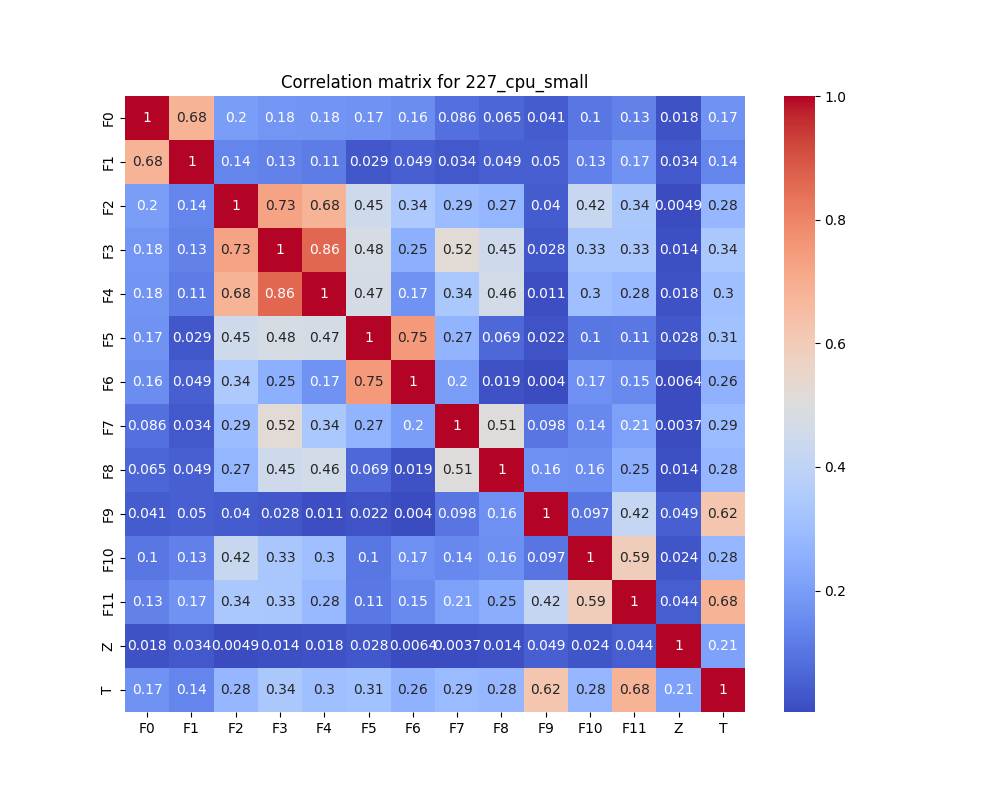 Correlation matrix for 227_cpu_small
F0 1 0.68 0.2 0.18 0.18 0.17 0.16 0.086 0.065 0.041 0.1 0.13 0.018 0.17
F1 0.68 1 0.14 0.13 0.11 0.029 0.049 0.034 0.049 0.05 0.13 0.17 0.034 0.14
F2 0.2 0.14 1 0.73 0.68 0.45 0.34 0.29 0.27 0.04 0.42 0.34 0.0049 0.28
F3 0.18 0.13 0.73 1 0.86 0.48 0.25 0.52 0.45 0.028 0.33 0.33 0.014 0.34
F4 0.18 0.11 0.68 0.86 1 0.47 0.17 0.34 0.46 0.011 0.3 0.28 0.018 0.3
F5 0.17 0.029 0.45 0.48 0.47 1 0.75 0.27 0.069 0.022 0.1 0.11 0.028 0.31
F6 0.16 0.049 0.34 0.25 0.17 0.75 1 0.2 0.019 0.004 0.17 0.15 0.0064 0.26
F7 0.086 0.034 0.29 0.52 0.34 0.27 0.2 1 0.51 0.098 0.14 0.21 0.0037 0.29
F8 0.065 0.049 0.27 0.45 0.46 0.069 0.019 0.51 1 0.16 0.16 0.25 0.014 0.28
F9 0.041 0.05 0.04 0.028 0.011 0.022 0.004 0.098 0.16 1 0.097 0.42 0.049 0.62
F10 0.1 0.13 0.42 0.33 0.3 0.1 0.17 0.14 0.16 0.097 1 0.59 0.024 0.28
F11 0.13 0.17 0.34 0.33 0.28 0.11 0.15 0.21 0.25 0.42 0.59 1 0.044 0.68
Z 0.018 0.034 0.0049 0.014 0.018 0.028 0.0064 0.0037 0.014 0.049 0.024 0.044 1 0.21
T 0.17 0.14 0.28 0.34 0.3 0.31 0.26 0.29 0.28 0.62 0.28 0.68 0.21 1
F0 F1 F2 F3 F4 F5 F6 F7 F8 F9 F10 F11 Z T
1.0
0.8
0.6
0.4
0.2